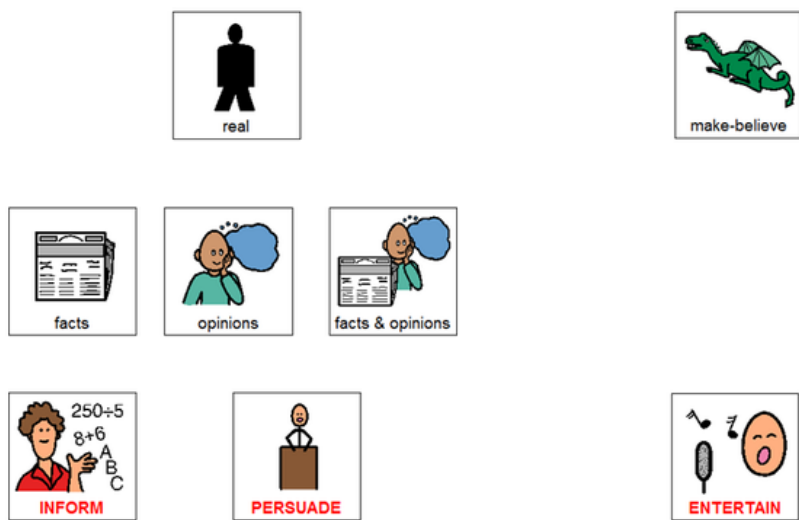 real
make-believe
facts
opinions
facts & opinions
250÷5
8+6
A
B
C
INFORM
PERSUADE
ENTERTAIN